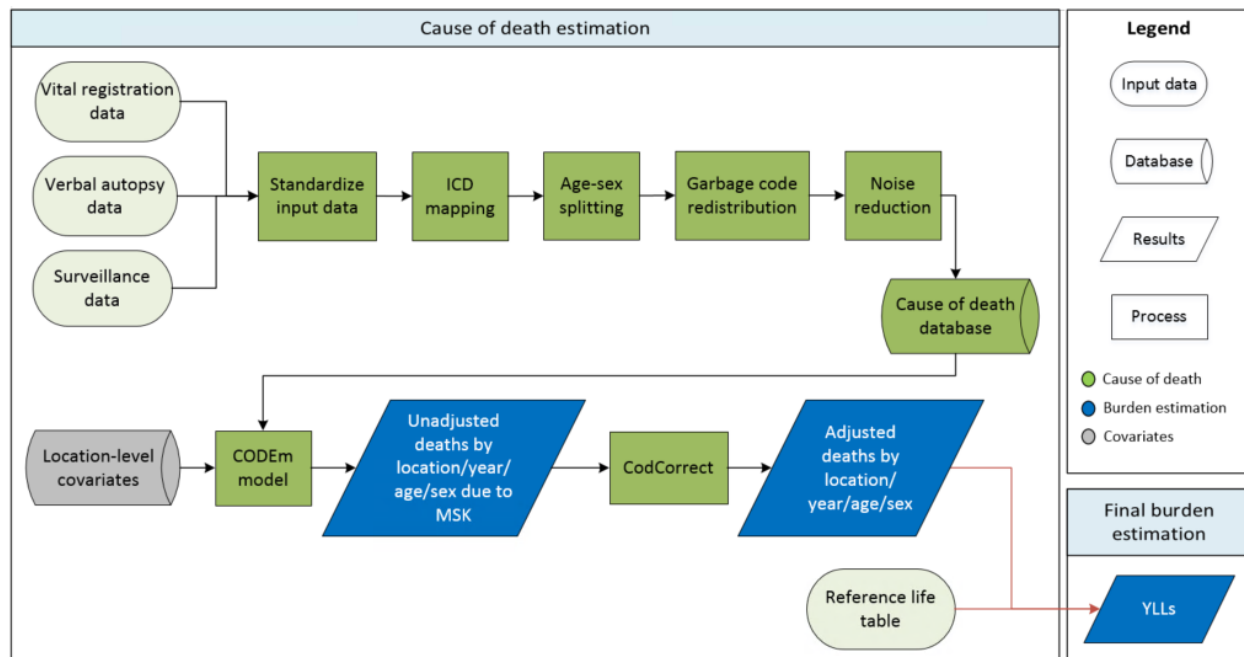 Cause of death estimation
Vital registration
data
Verbal autopsy
data
Surveillance
data
Standardize
input data
ICD
mapping
Age-sex
splitting
Garbage code
redistribution
Noise
reduction
Cause of death
database
Location-level
covariates
CODEm
model
Unadjusted
deaths by
location/year/
age/sex due to
MSK
CodCorrect
Adjusted
deaths by
location/
year/age/sex
Reference life
table
Legend
Input data
Database
Results
Process
Cause of death
Burden estimation
Covariates
Final burden
estimation
YLLs